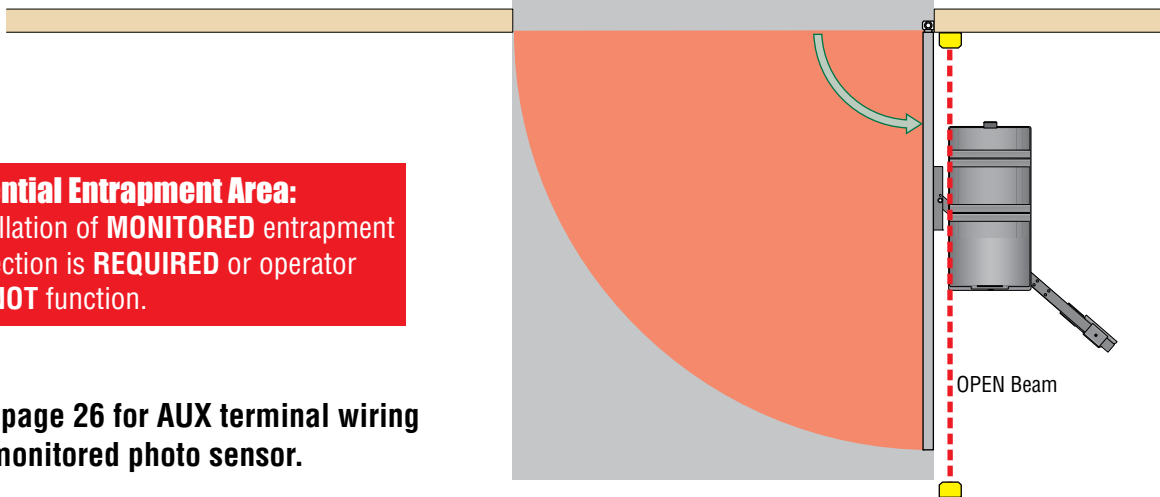 ntial Entrapment Area:
llation of MONITORED entrapment
ection is REQUIRED or operator
NOT function.
OPEN Beam
page 26 for AUX terminal wiring
monitored photo sensor.